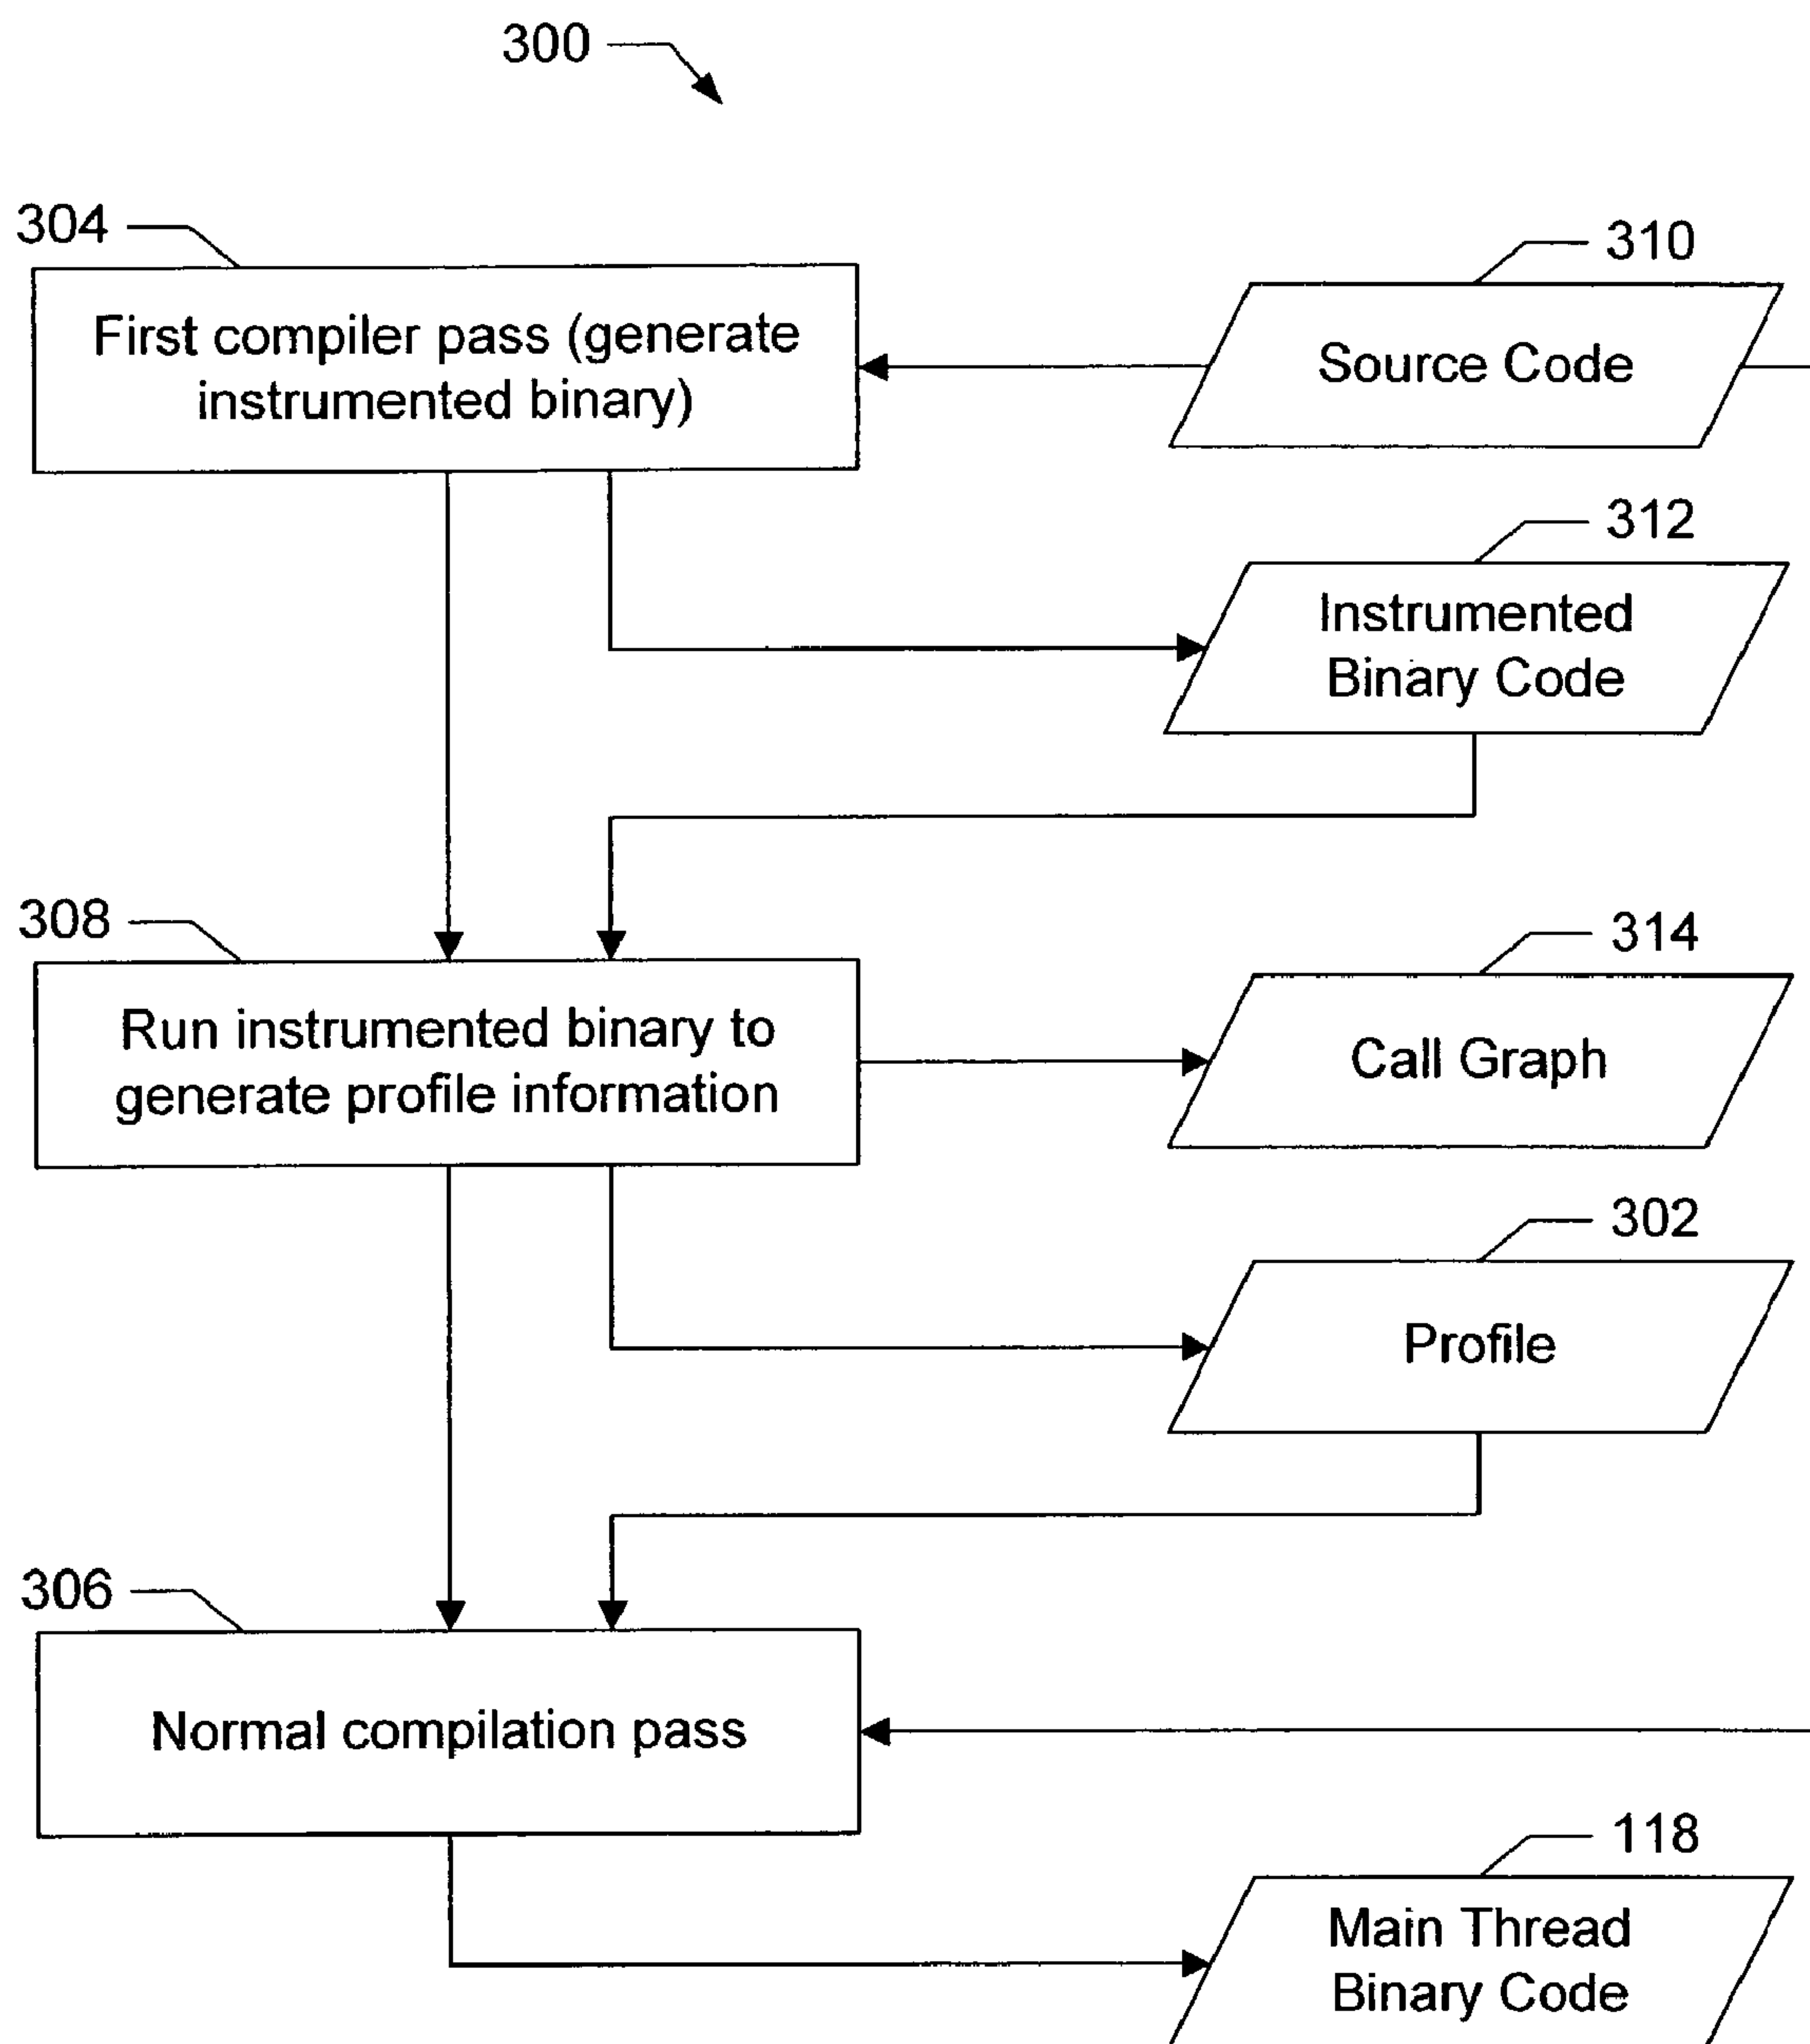 300
304
First compiler pass (generate
instrumented binary)
310
Source Code
312
Instrumented
Binary Code
308
Run instrumented binary to
generate profile information
314
Call Graph
302
Profile
306
Normal compilation pass
118
Main Thread
Binary Code